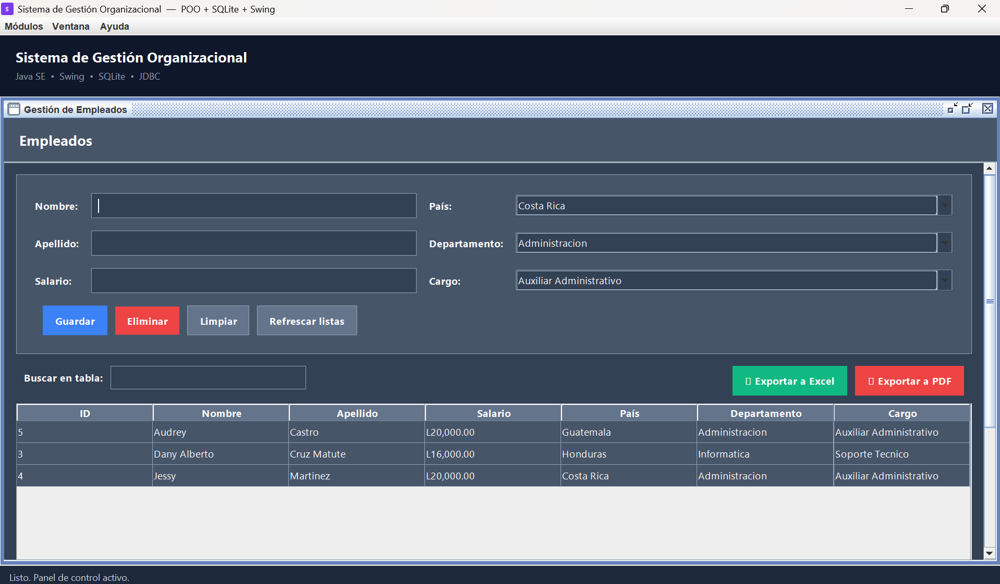 S Sistema de Gestión Organizacional — POO + SQLite + Swing
Módulos Ventana Ayuda
Sistema de Gestión Organizacional
Java SE • Swing • SQLite • JDBC
Gestión de Empleados
Empleados
Nombre: País: Costa Rica
Apellido: Departamento: Administracion
Salario: Cargo: Auxiliar Administrativo
Guardar Eliminar Limpiar Refrescar listas
Buscar en tabla: Exportar a Excel Exportar a PDF
ID Nombre Apellido Salario País Departamento Cargo
5 Audrey Castro L20,000.00 Guatemala Administracion Auxiliar Administrativo
3 Dany Alberto Cruz Matute L16,000.00 Honduras Informatica Soporte Tecnico
4 Jessy Martinez L20,000.00 Costa Rica Administracion Auxiliar Administrativo
Listo. Panel de control activo.